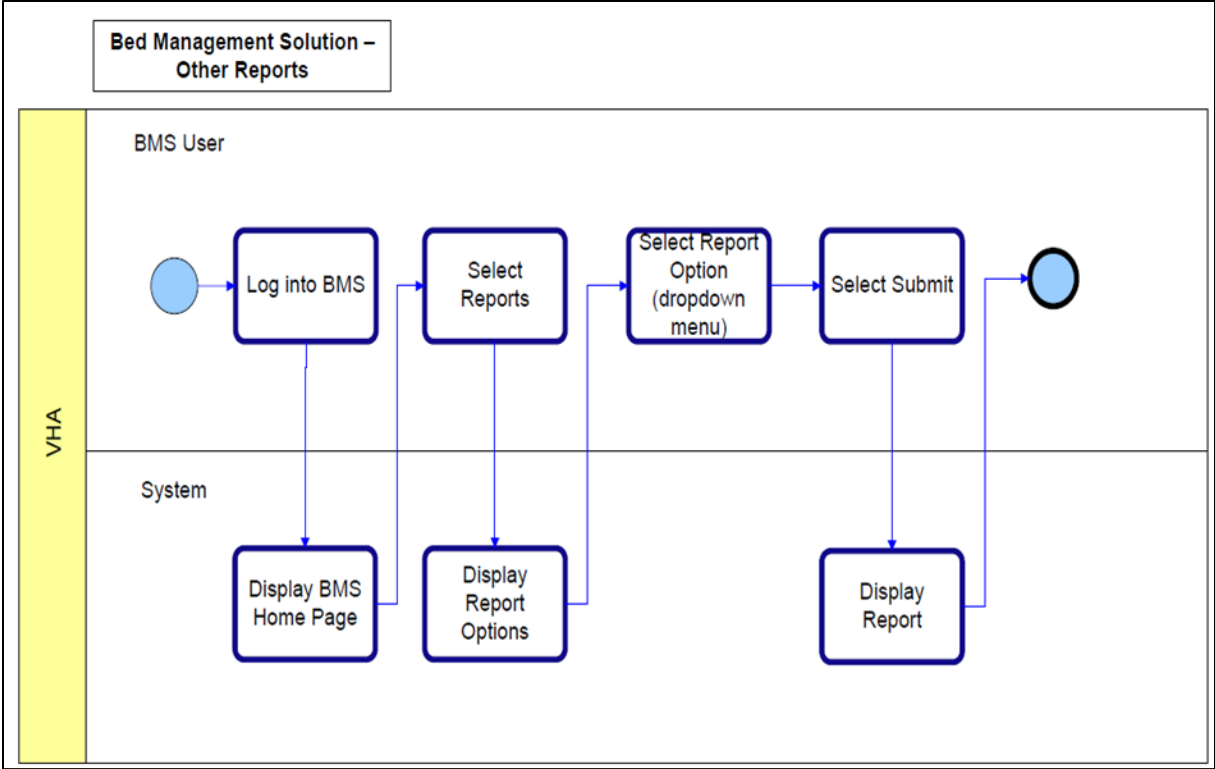 Bed Management Solution –
Other Reports
VHA
BMS User
Log into BMS
Select
Reports
Select Report
Option
(dropdown
menu)
Select Submit
System
Display BMS
Home Page
Display
Report
Options
Display
Report